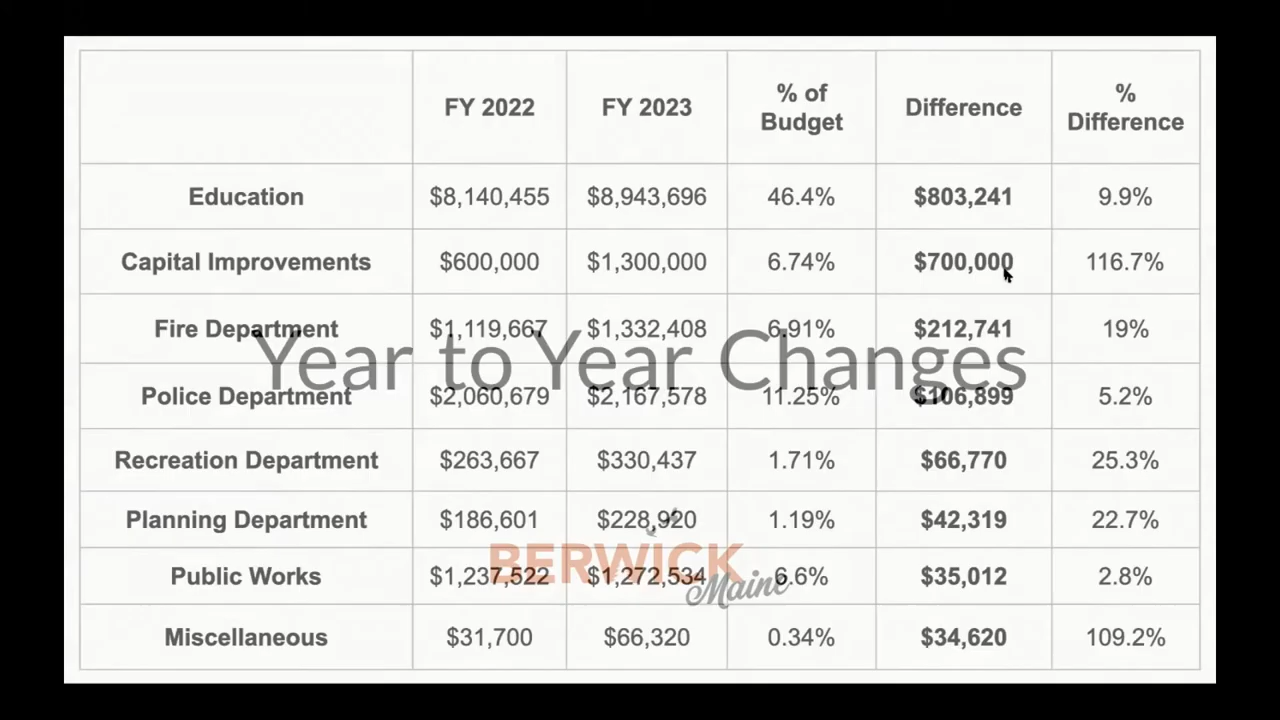 FY 2022 FY 2023 % of Budget Difference % Difference
Education $8,140,455 $8,943,696 46.4% $803,241 9.9%
Capital Improvements $600,000 $1,300,000 6.74% $700,000 116.7%
Fire Department $1,119,667 $1,332,408 6.91% $212,741 19%
Year to Year Changes
Police Department $2,060,679 $2,167,578 11.25% $106,899 5.2%
Recreation Department $263,667 $330,437 1.71% $66,770 25.3%
Planning Department $186,601 $228,920 1.19% $42,319 22.7%
BERWICK
Public Works $1,237,522 $1,272,534 6.6% $35,012 2.8%
Maine
Miscellaneous $31,700 $66,320 0.34% $34,620 109.2%